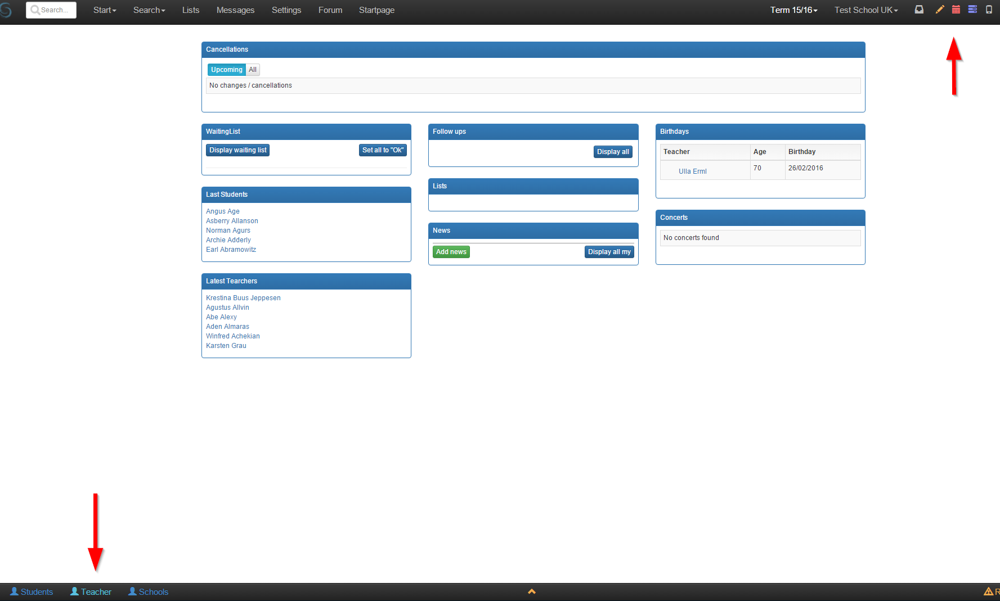 Search... Start Search Lists Messages Settings Forum Startpage Term 15/16 Test School UK
Cancellations
Upcoming All
No changes / cancellations
WaitingList
Display waiting list Set all to "Ok"
Last Students
Angus Age
Asberry Allanson
Norman Agurs
Archie Adderly
Earl Abramowitz
Latest Tearchers
Krestina Buus Jeppesen
Agustus Allvin
Abe Alexy
Aden Almaras
Winfred Achekian
Karsten Grau
Follow ups
Display all
Lists
News
Add news Display all my
Birthdays
Teacher Age Birthday
Ulla Erml 70 26/02/2016
Concerts
No concerts found
Students Teacher Schools R